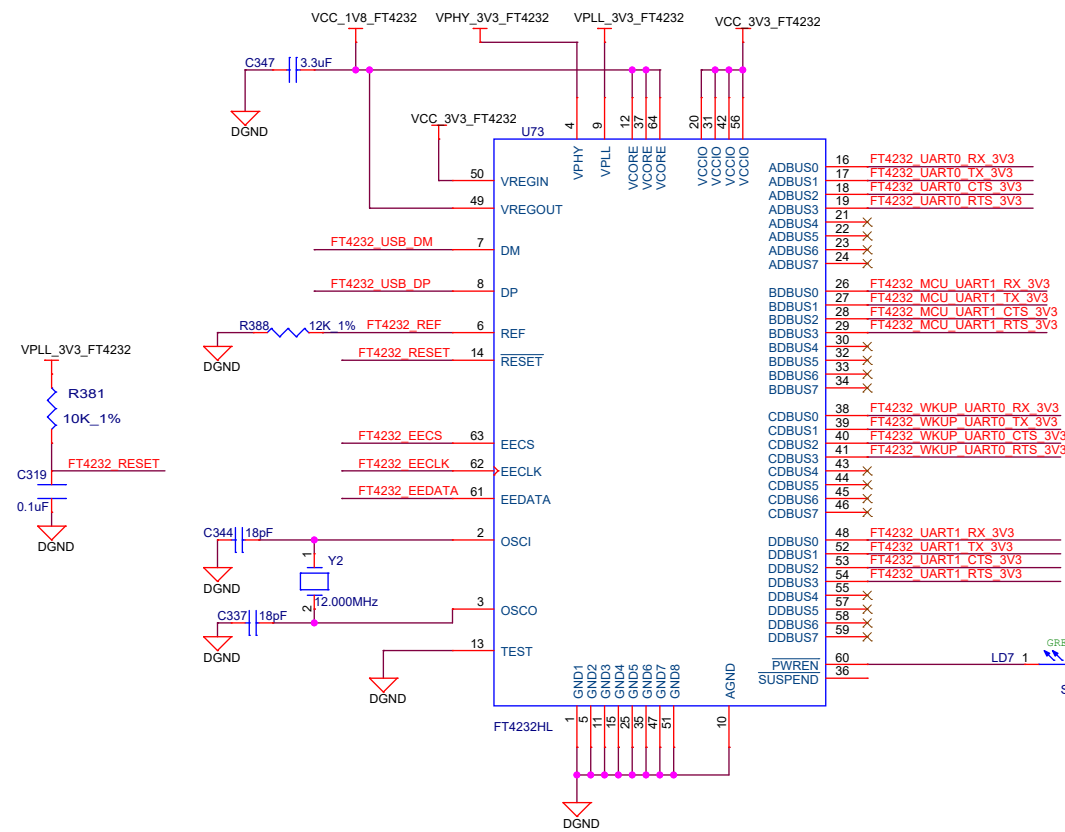 VCC_1V8_FT4232
VPHY_3V3_FT4232
VPLL_3V3_FT4232
VCC_3V3_FT4232
C347
3.3uF
DGND
VCC_3V3_FT4232
U73
4
9
12
37
64
20
31
42
56
VPHY
VPLL
VCORE
VCORE
VCORE
VCCIO
VCCIO
VCCIO
VCCIO
50 VREGIN
49 VREGOUT
FT4232_USB_DM 7 DM
FT4232_USB_DP 8 DP
DGND
R388 12K_1% FT4232_REF 6 REF
FT4232_RESET 14 RESET
FT4232_EECS 63 EECS
FT4232_EECLK 62 EECLK
FT4232_EEDATA 61 EEDATA
VPLL_3V3_FT4232
R381
10K_1%
FT4232_RESET
C319
0.1uF
DGND
C344 18pF
DGND
2 OSCI
1
Y2
12.000MHz
2
C337 18pF
DGND
3 OSCO
13 TEST
DGND
ADBUS0 16 FT4232_UART0_RX_3V3
ADBUS1 17 FT4232_UART0_TX_3V3
ADBUS2 18 FT4232_UART0_CTS_3V3
ADBUS3 19 FT4232_UART0_RTS_3V3
ADBUS4 21
ADBUS5 22
ADBUS6 23
ADBUS7 24
BDBUS0 26 FT4232_MCU_UART1_RX_3V3
BDBUS1 27 FT4232_MCU_UART1_TX_3V3
BDBUS2 28 FT4232_MCU_UART1_CTS_3V3
BDBUS3 29 FT4232_MCU_UART1_RTS_3V3
BDBUS4 30
BDBUS5 32
BDBUS6 33
BDBUS7 34
CDBUS0 38 FT4232_WKUP_UART0_RX_3V3
CDBUS1 39 FT4232_WKUP_UART0_TX_3V3
CDBUS2 40 FT4232_WKUP_UART0_CTS_3V3
CDBUS3 41 FT4232_WKUP_UART0_RTS_3V3
CDBUS4 43
CDBUS5 44
CDBUS6 45
CDBUS7 46
DDBUS0 48 FT4232_UART1_RX_3V3
DDBUS1 52 FT4232_UART1_TX_3V3
DDBUS2 53 FT4232_UART1_CTS_3V3
DDBUS3 54 FT4232_UART1_RTS_3V3
DDBUS4 55
DDBUS5 57
DDBUS6 58
DDBUS7 59
PWREN 60
SUSPEND 36
LD7 1
GND1
GND2
GND3
GND4
GND5
GND6
GND7
GND8
AGND
FT4232HL
1
5
11
15
25
35
47
51
10
DGND